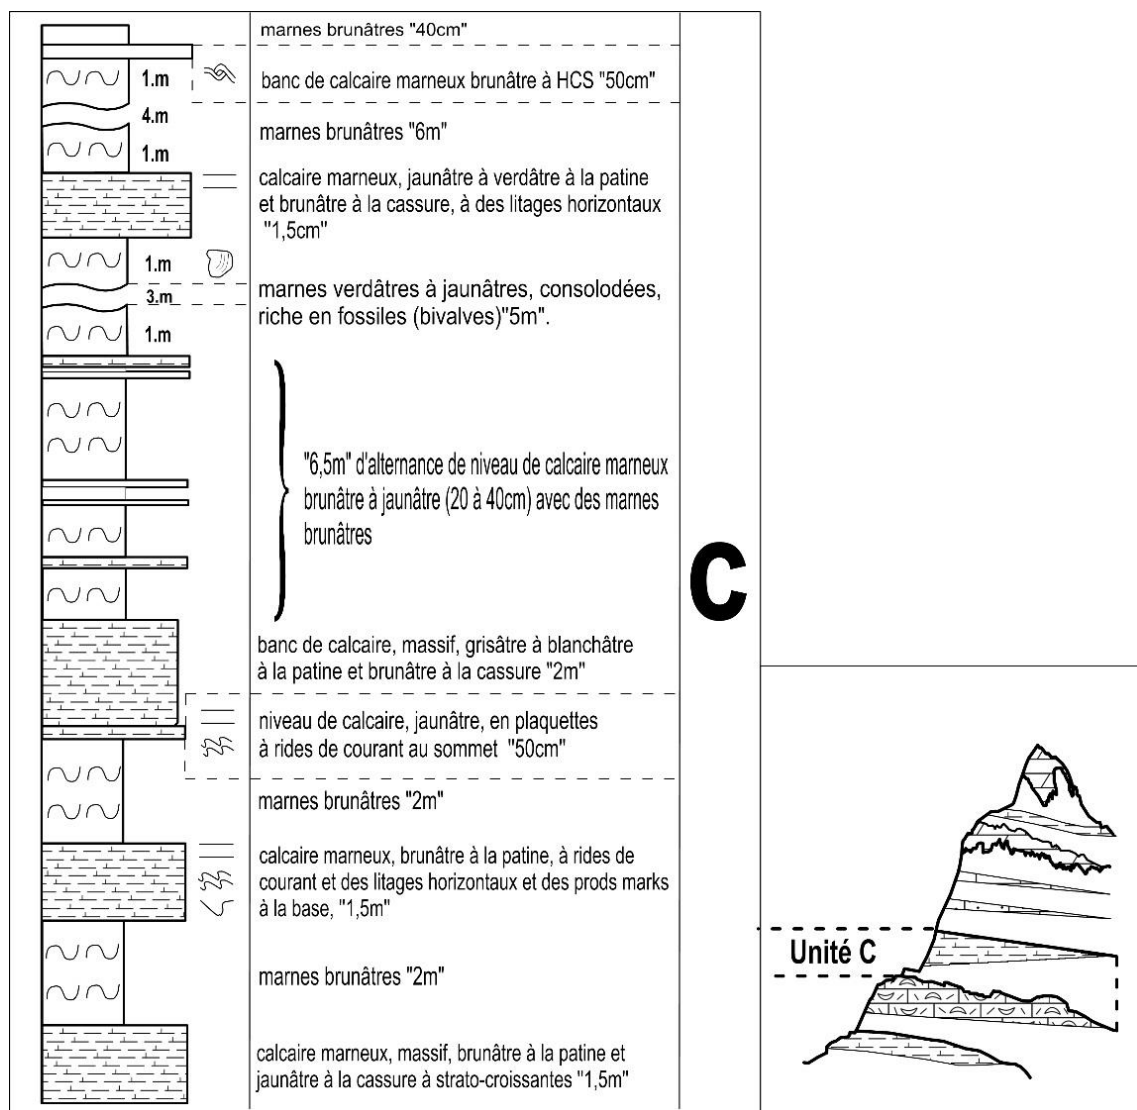 marnes brunâtres "40cm"
1.m
banc de calcaire marneux brunâtre à HCS "50cm"
4.m
marnes brunâtres "6m"
1.m
calcaire marneux, jaunâtre à verdâtre à la patine
et brunâtre à la cassure, à des litages horizontaux
"1,5cm"
1.m
3.m
marnes verdâtres à jaunâtres, consolodées,
riche en fossiles (bivalves)"5m".
1.m
"6,5m" d'alternance de niveau de calcaire marneux
brunâtre à jaunâtre (20 à 40cm) avec des marnes
brunâtres
C
banc de calcaire, massif, grisâtre à blanchâtre
à la patine et brunâtre à la cassure "2m"
niveau de calcaire, jaunâtre, en plaquettes
à rides de courant au sommet "50cm"
marnes brunâtres "2m"
calcaire marneux, brunâtre à la patine, à rides de
courant et des litages horizontaux et des prods marks
à la base, "1,5m"
marnes brunâtres "2m"
calcaire marneux, massif, brunâtre à la patine et
jaunâtre à la cassure à strato-croissantes "1,5m"
Unité C